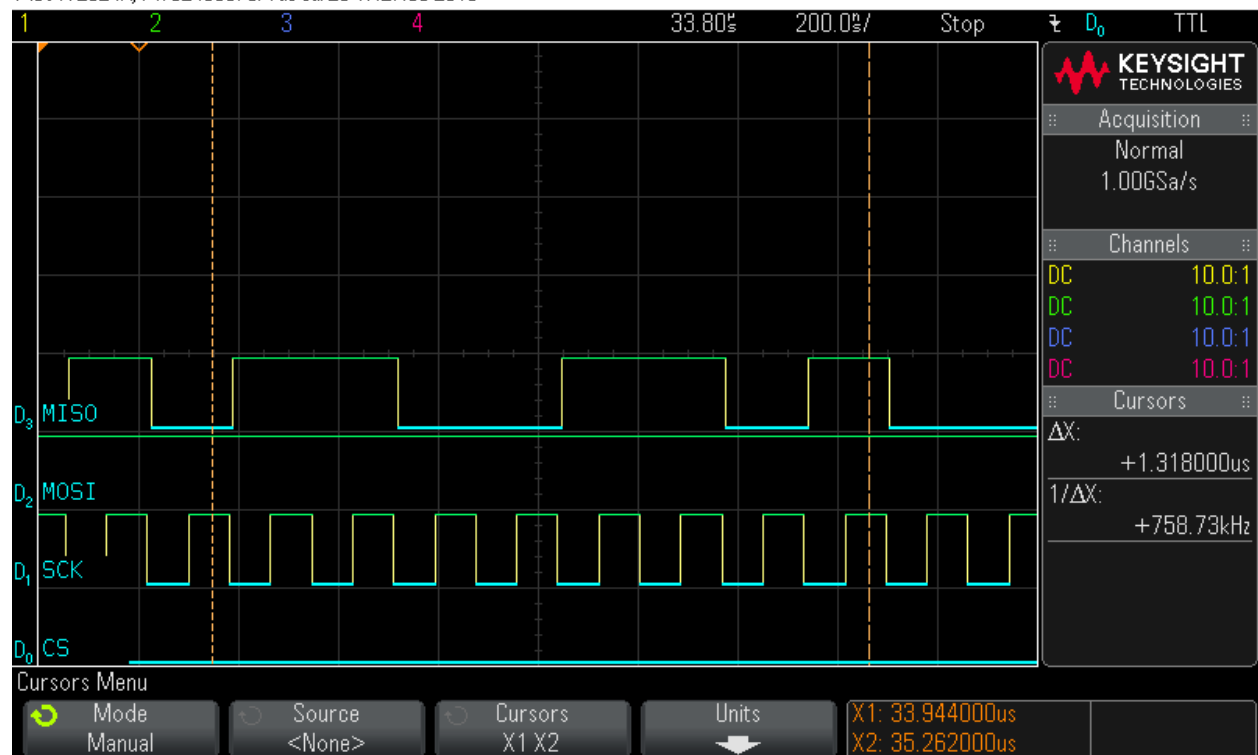 1 2 3 4 33.80㎲ 200.0㎱/ Stop D₀ TTL
KEYSIGHT
TECHNOLOGIES
Acquisition
Normal
1.00GSa/s
Channels
DC 10.0:1
DC 10.0:1
DC 10.0:1
DC 10.0:1
Cursors
ΔX:
+1.318000us
1/ΔX:
+758.73kHz
D₃ MISO
D₂ MOSI
D₁ SCK
D₀ CS
Cursors Menu
Mode
Manual
Source
<None>
Cursors
X1 X2
Units
X1: 33.944000us
X2: 35.262000us